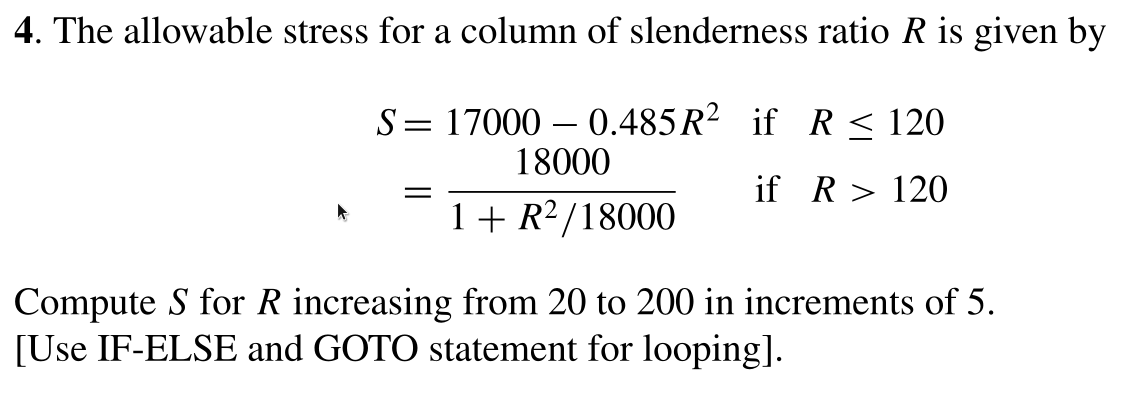 4. The allowable stress for a column of slenderness ratio R is given by
S = 17000 − 0.485R² if R ≤ 120
= 18000 / 1 + R²/18000 if R > 120
Compute S for R increasing from 20 to 200 in increments of 5.
[Use IF-ELSE and GOTO statement for looping].